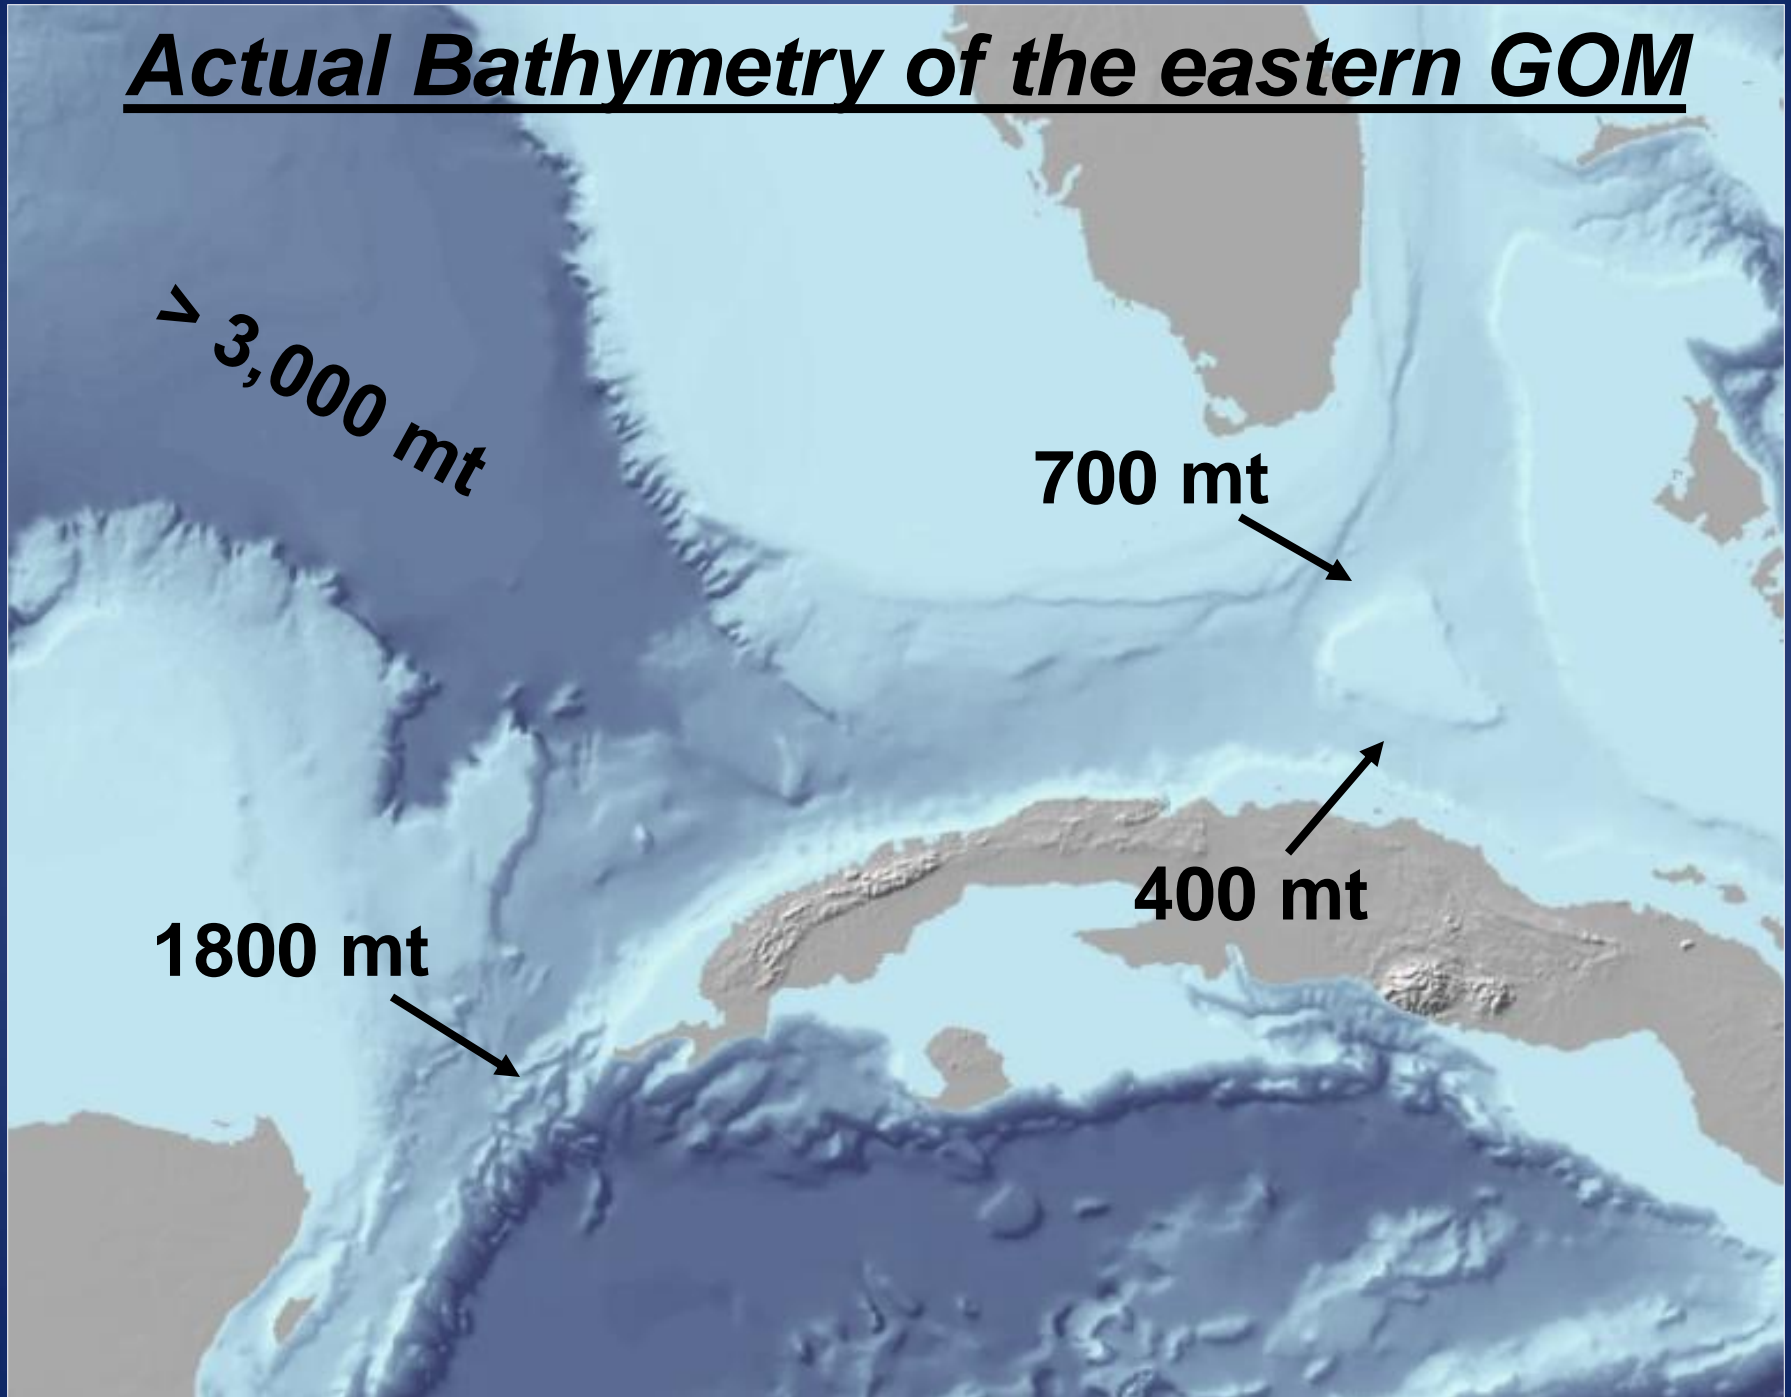 Actual Bathymetry of the eastern GOM
> 3,000 mt
700 mt
400 mt
1800 mt